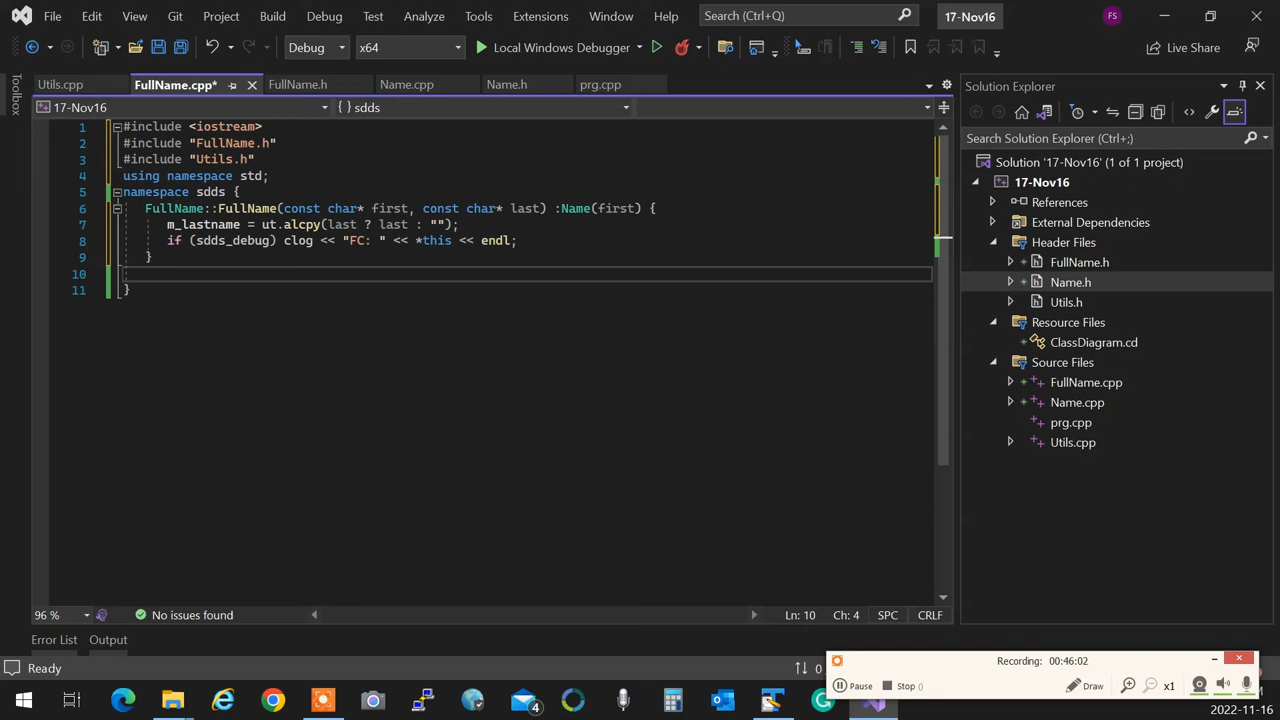 File Edit View Git Project Build Debug Test Analyze Tools Extensions Window Help Search (Ctrl+Q) 17-Nov16 FS
Debug x64 Local Windows Debugger Live Share
Toolbox
Utils.cpp FullName.cpp* FullName.h Name.cpp Name.h prg.cpp
17-Nov16 {} sdds
1 #include <iostream>
2 #include "FullName.h"
3 #include "Utils.h"
4 using namespace std;
5 namespace sdds {
6 FullName::FullName(const char* first, const char* last) :Name(first) {
7 m_lastname = ut.alcpy(last ? last : "");
8 if (sdds_debug) clog << "FC: " << *this << endl;
9 }
10
11 }
96 % No issues found Ln: 10 Ch: 4 SPC CRLF
Error List Output
Ready 0
Solution Explorer
Search Solution Explorer (Ctrl+;)
Solution '17-Nov16' (1 of 1 project)
17-Nov16
References
External Dependencies
Header Files
FullName.h
Name.h
Utils.h
Resource Files
ClassDiagram.cd
Source Files
FullName.cpp
Name.cpp
prg.cpp
Utils.cpp
Recording: 00:46:02
Pause Stop () Draw x1
4
2022-11-16